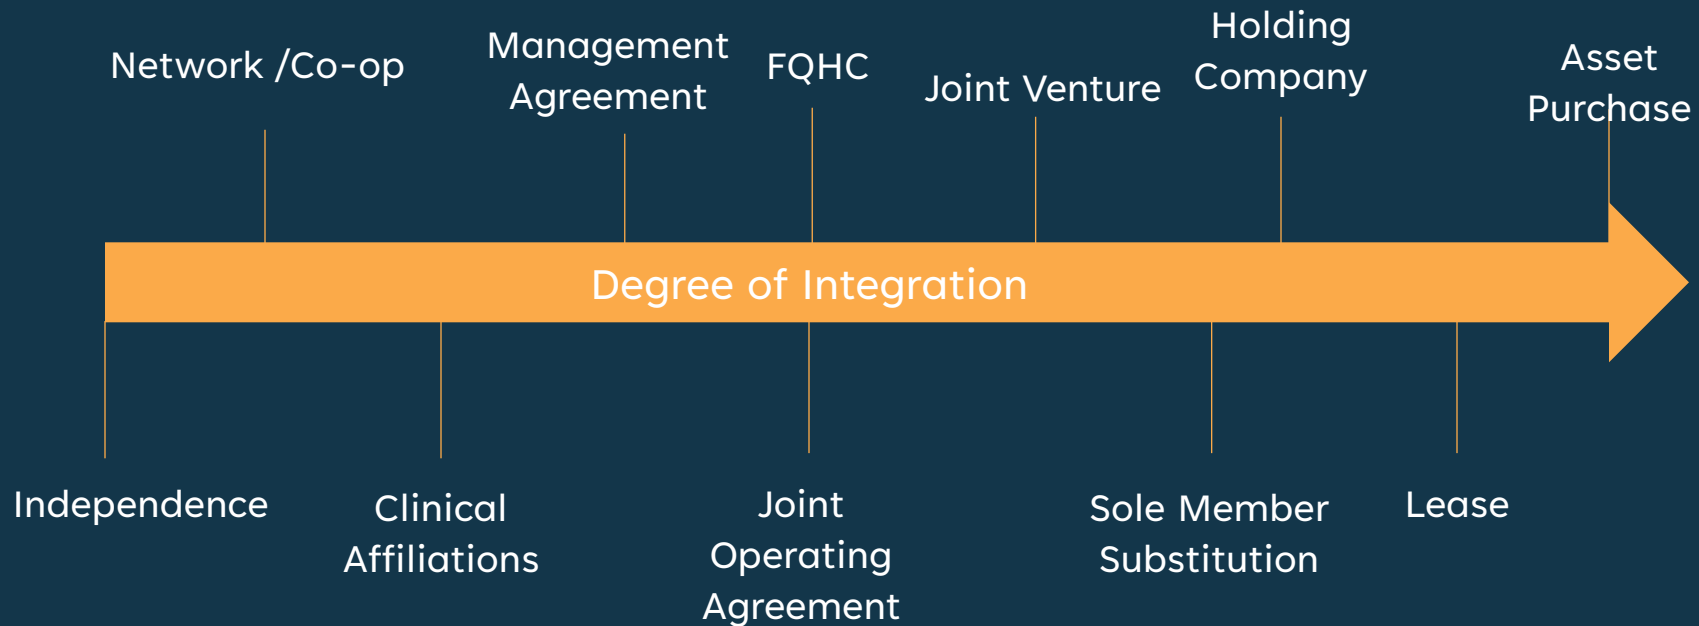 Network /Co-op
Management
Agreement
FQHC
Joint Venture
Holding
Company
Asset
Purchase
Degree of Integration
Independence
Clinical
Affiliations
Joint
Operating
Agreement
Sole Member
Substitution
Lease